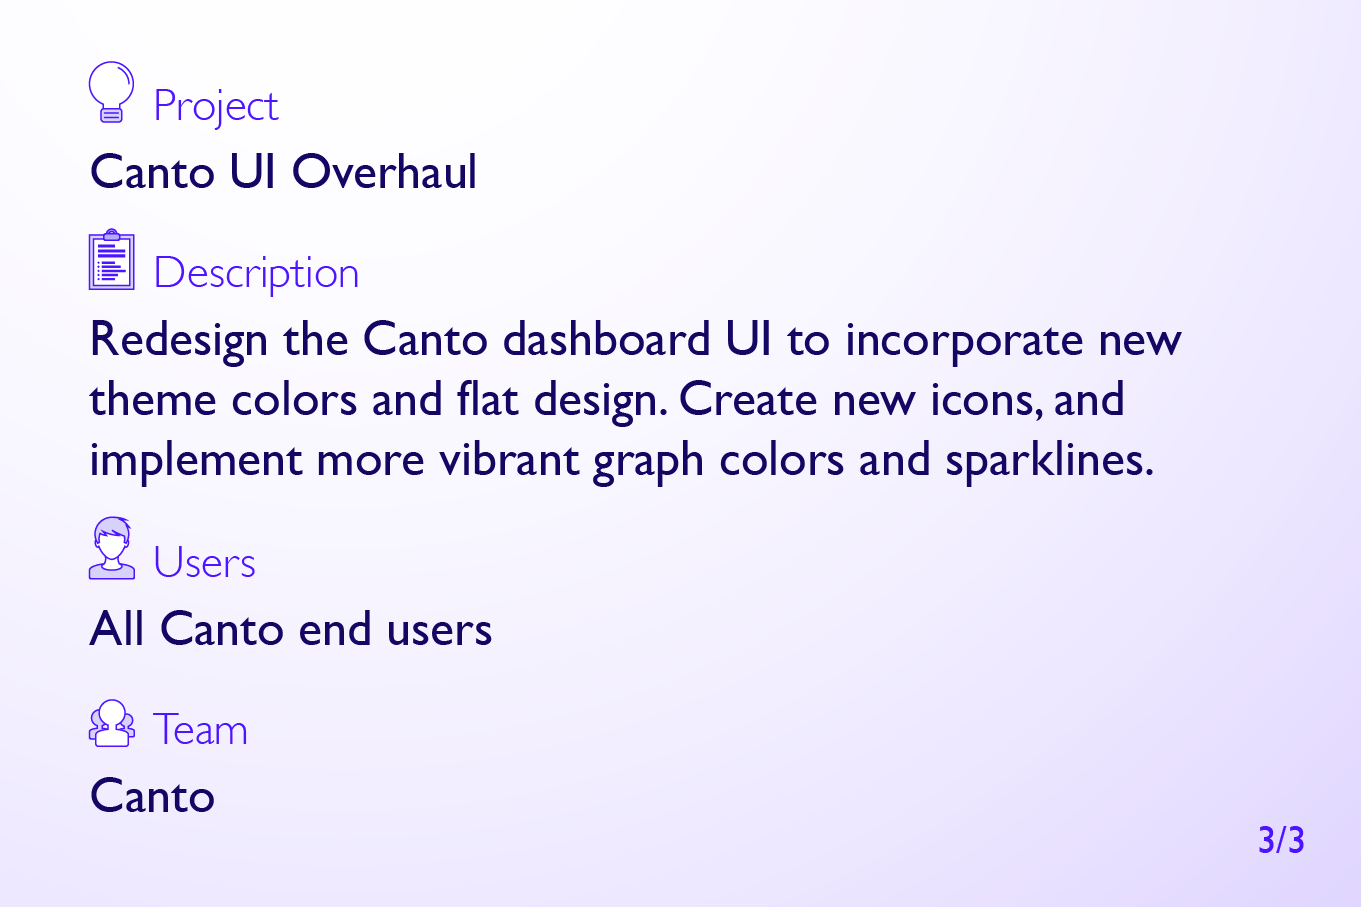 Project
Canto UI Overhaul
Description
Redesign the Canto dashboard UI to incorporate new
theme colors and flat design. Create new icons, and
implement more vibrant graph colors and sparklines.
Users
All Canto end users
Team
Canto
3/3